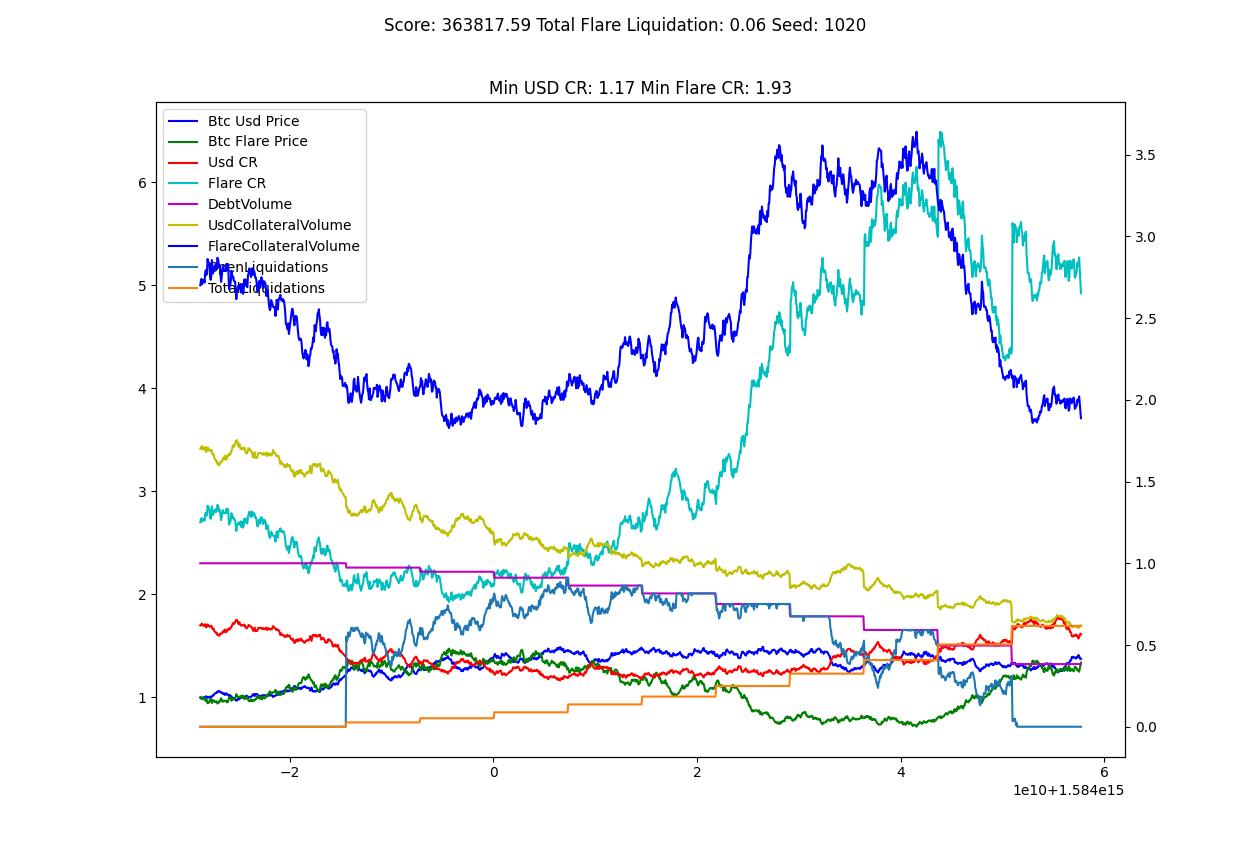 Score: 363817.59 Total Flare Liquidation: 0.06 Seed: 1020
Min USD CR: 1.17 Min Flare CR: 1.93
Btc Usd Price
Btc Flare Price
Usd CR
Flare CR
DebtVolume
UsdCollateralVolume
FlareCollateralVolume
OpenLiquidations
TotalLiquidations
6
5
4
3
2
1
3.5
3.0
2.5
2.0
1.5
1.0
0.5
0.0
−2 0 2 4 6
1e10+1.584e15